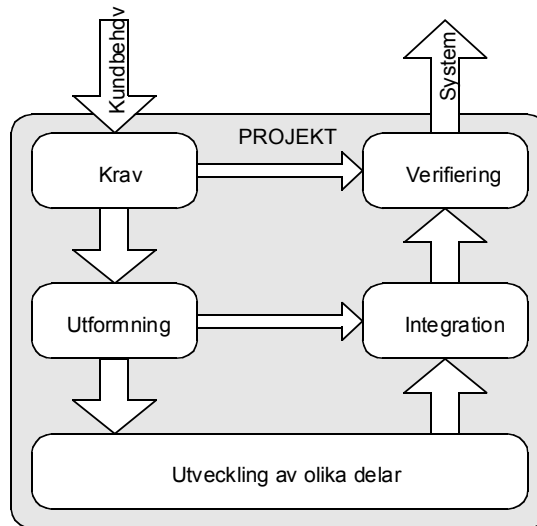 Kundbehov
System
PROJEKT
Krav
Verifiering
Utformning
Integration
Utveckling av olika delar